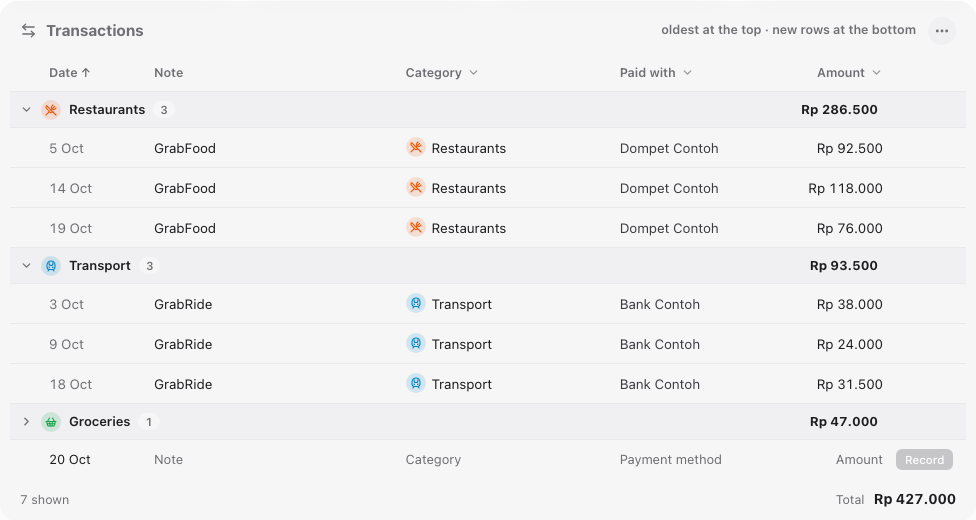 Transactions oldest at the top · new rows at the bottom
Date ↑ Note Category Paid with Amount
Restaurants 3 Rp 286.500
5 Oct GrabFood Restaurants Dompet Contoh Rp 92.500
14 Oct GrabFood Restaurants Dompet Contoh Rp 118.000
19 Oct GrabFood Restaurants Dompet Contoh Rp 76.000
Transport 3 Rp 93.500
3 Oct GrabRide Transport Bank Contoh Rp 38.000
9 Oct GrabRide Transport Bank Contoh Rp 24.000
18 Oct GrabRide Transport Bank Contoh Rp 31.500
Groceries 1 Rp 47.000
20 Oct Note Category Payment method Amount Record
7 shown Total Rp 427.000